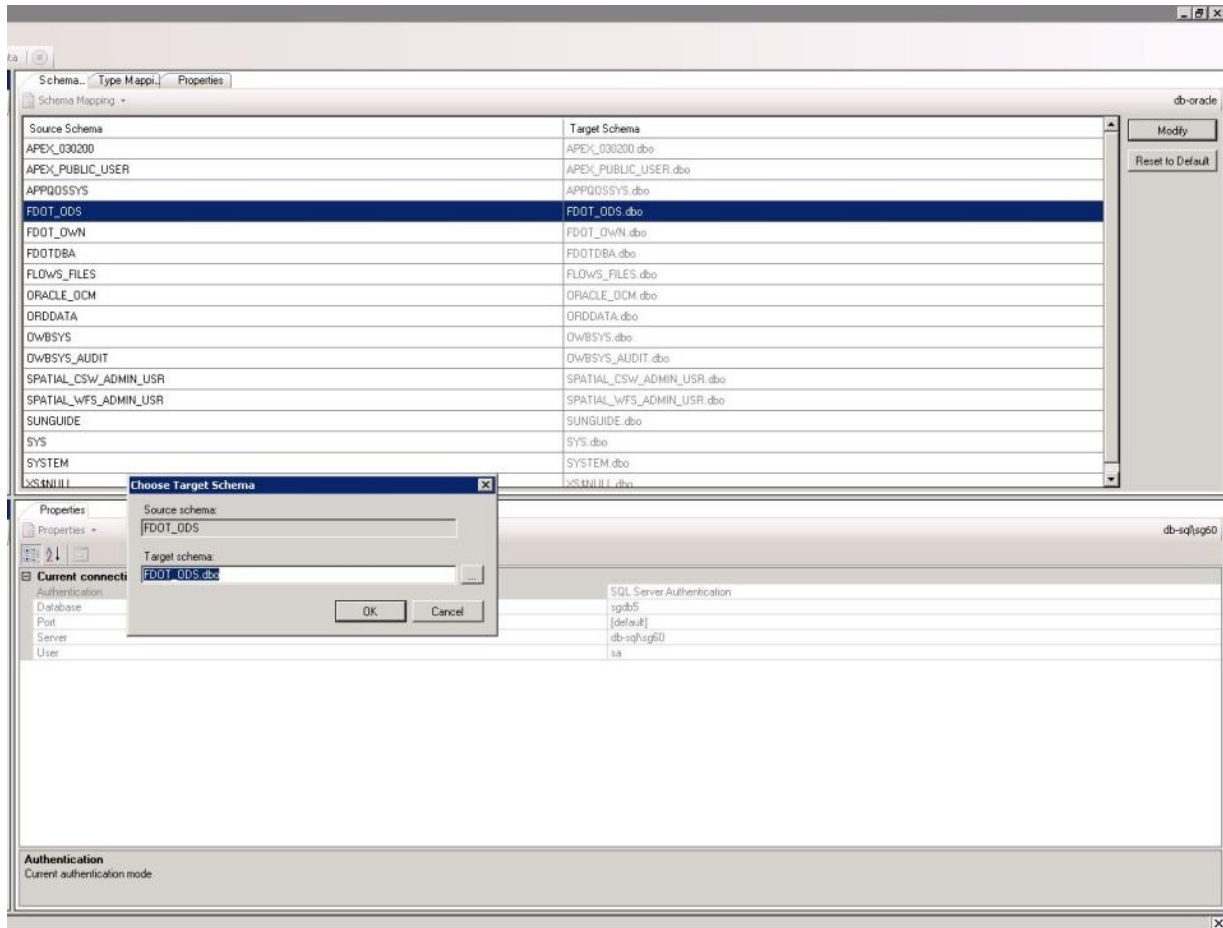 ta
Schema.. Type Mappi.. Properties
Schema Mapping db-oracle
Source Schema Target Schema Modify
APEX_030200 APEX_030200.dbo
Reset to Default
APEX_PUBLIC_USER APEX_PUBLIC_USER.dbo
APPQOSSYS APPQOSSYS.dbo
FDOT_ODS FDOT_ODS.dbo
FDOT_OWN FDOT_OWN.dbo
FDOTDBA FDOTDBA.dbo
FLOWS_FILES FLOWS_FILES.dbo
ORACLE_OCM ORACLE_OCM.dbo
ORDDATA ORDDATA.dbo
OWBSYS OWBSYS.dbo
OWBSYS_AUDIT OWBSYS_AUDIT.dbo
SPATIAL_CSW_ADMIN_USR SPATIAL_CSW_ADMIN_USR.dbo
SPATIAL_WFS_ADMIN_USR SPATIAL_WFS_ADMIN_USR.dbo
SUNGUIDE SUNGUIDE.dbo
SYS SYS.dbo
SYSTEM SYSTEM.dbo
XS$NULL XS$NULL.dbo
Choose Target Schema
Source schema:
FDOT_ODS
Target schema:
FDOT_ODS.dbo
...
OK Cancel
Properties
Properties db-sql\sg60
Current connecti
Authentication SQL Server Authentication
Database sgdb5
Port [default]
Server db-sql\sg60
User sa
Authentication
Current authentication mode